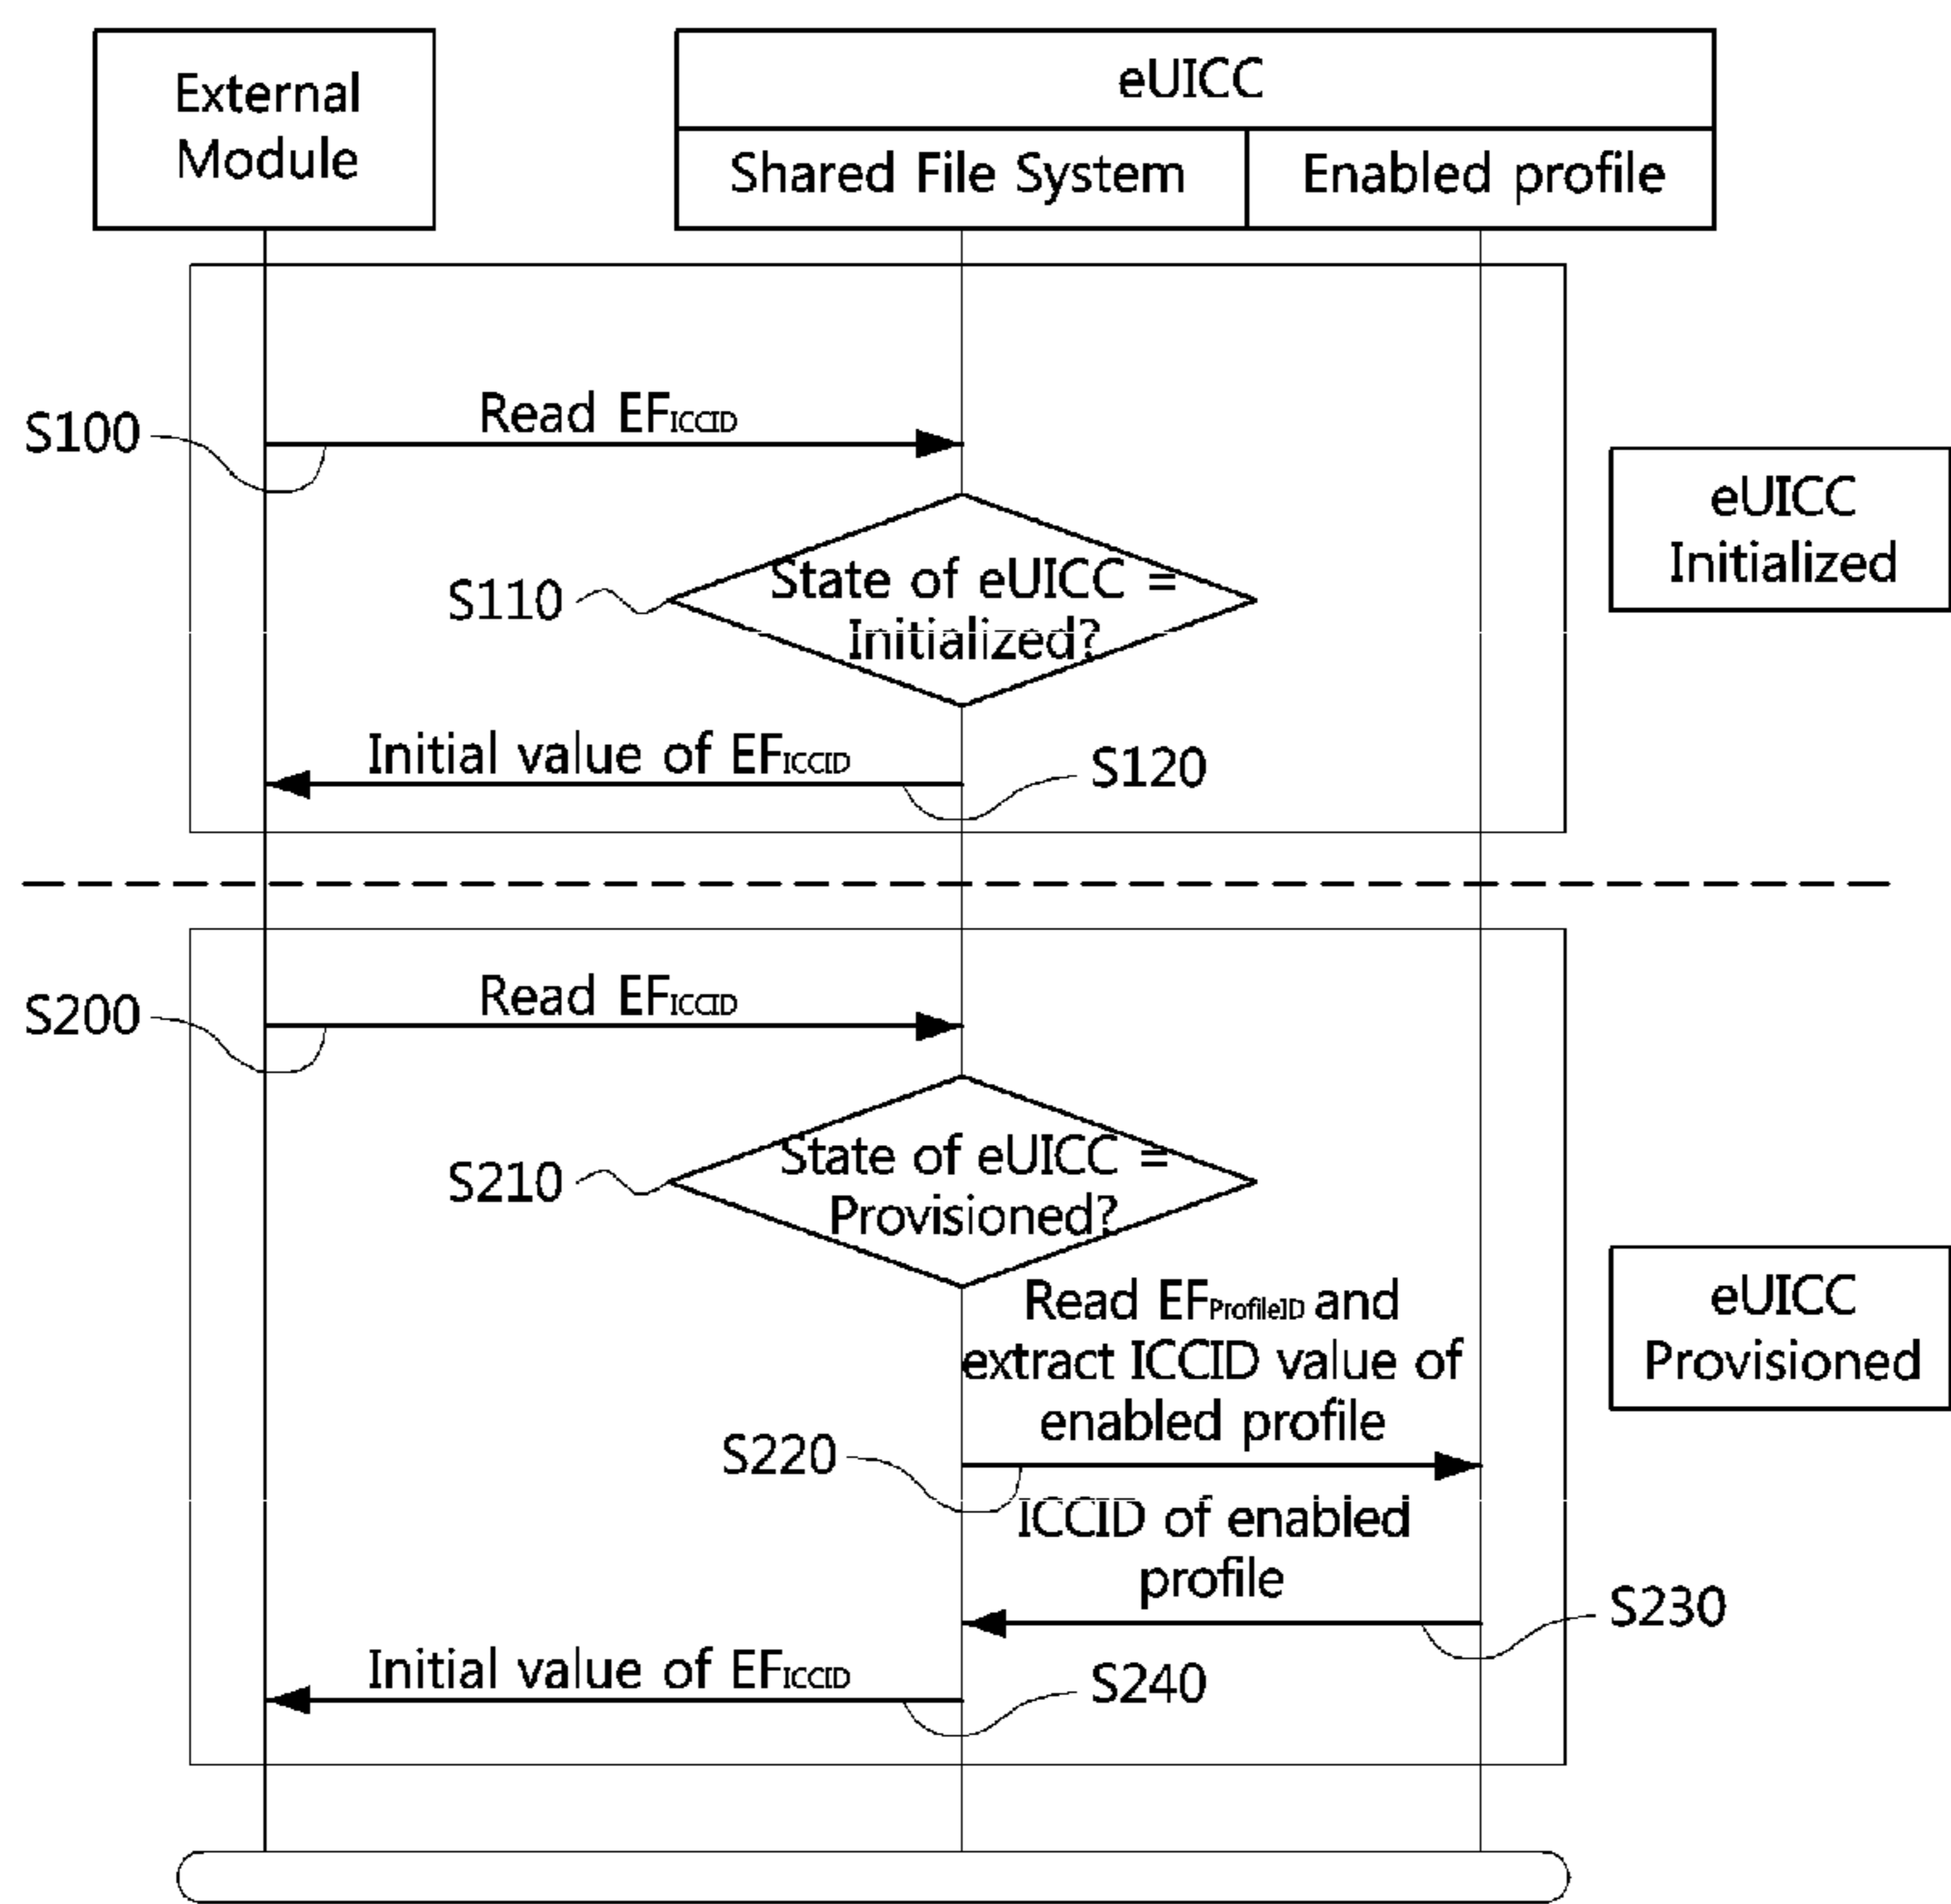 External
Module
eUICC
Shared File System
Enabled profile
S100
Read EFICCID
eUICC
Initialized
S110
State of eUICC =
Initialized?
Initial value of EFICCID
S120
S200
Read EFICCID
S210
State of eUICC =
Provisioned?
Read EFProfileID and
extract ICCID value of
enabled profile
eUICC
Provisioned
S220
ICCID of enabled
profile
S230
Initial value of EFICCID
S240